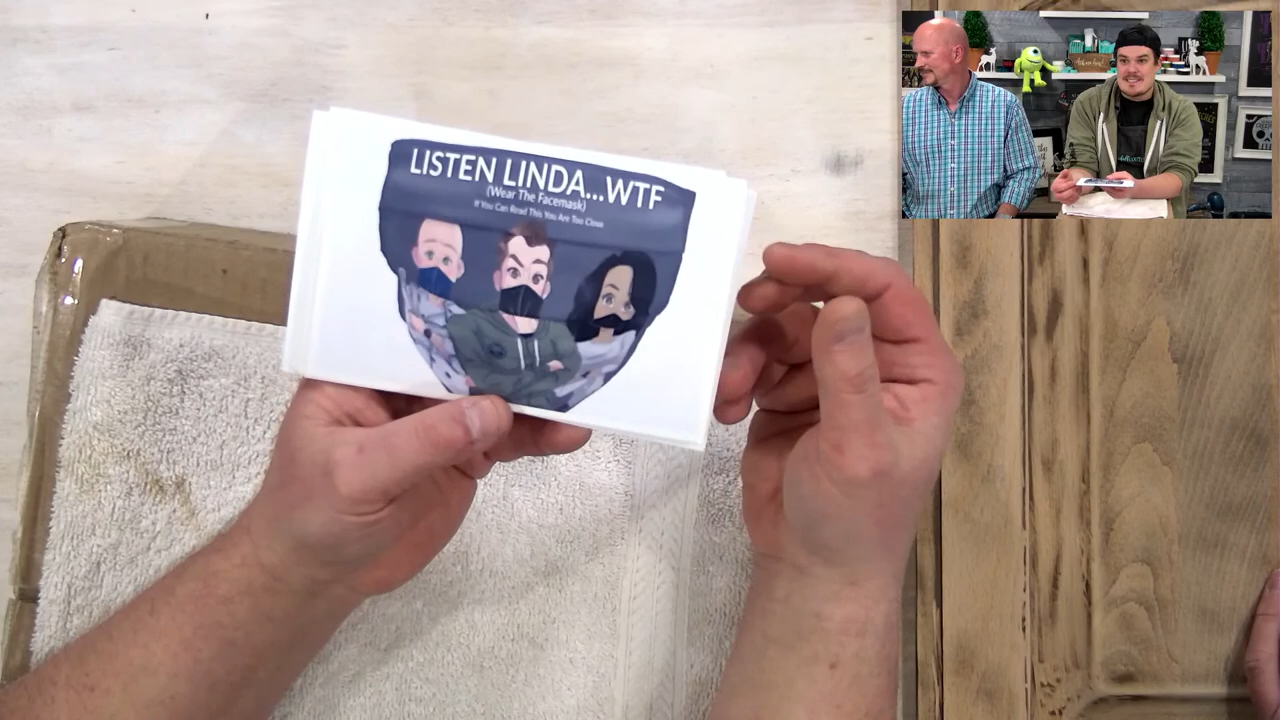 LISTEN LINDA...WTF
(Wear The Facemask)
If You Can Read This You Are Too Close